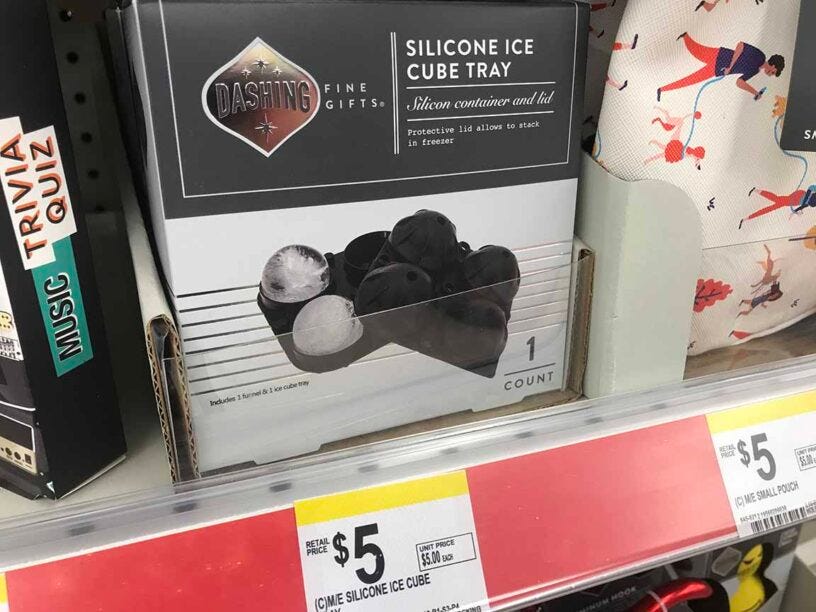 TRIVIA
QUIZ
MUSIC
DASHING
FINE
GIFTS®
SILICONE ICE
CUBE TRAY
Silicon container and lid
Protective lid allows to stack
in freezer
Includes 1 funnel & 1 ice cube tray
1
COUNT
RETAIL
PRICE
$5
UNIT PRICE
$5.00 EACH
(C)M/E SILICONE ICE CUBE
RETAIL
PRICE
$5
$5.00
(C) M/E SMALL POUCH